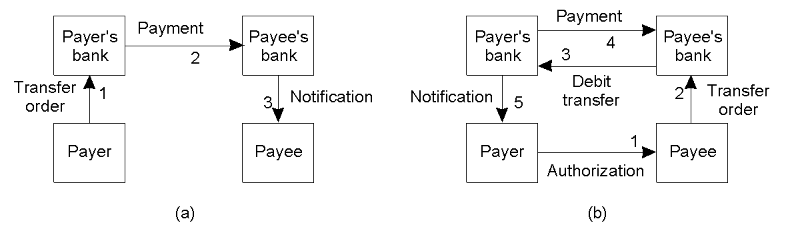 Payer's
bank
Payment
2
Payee's
bank
Transfer
order
1
3
Notification
Payer
Payee
(a)
Payer's
bank
Payment
4
3
Debit
transfer
Payee's
bank
Notification
5
2
Transfer
order
Payer
1
Authorization
Payee
(b)